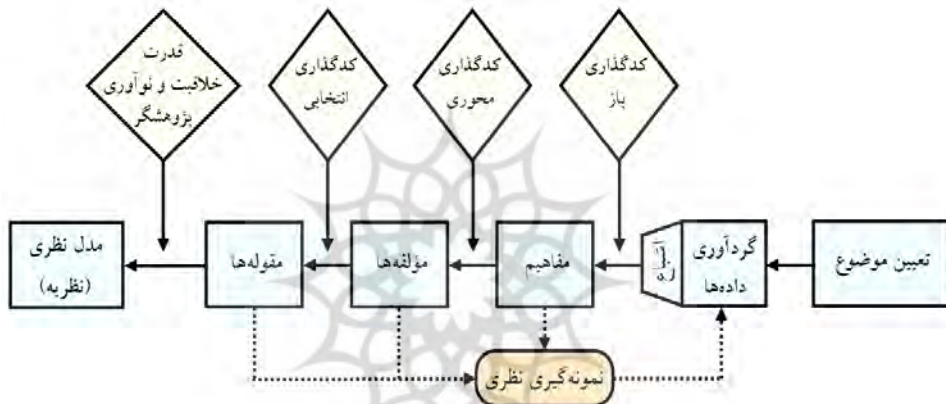 کدگذاری
باز
کدگذاری
محوری
کدگذاری
انتخابی
قدرت
خلاقیت و نوآوری
پژوهشگر
تعیین موضوع
گردآوری
داده‌ها
اشباع
مفاهیم
مؤلفه‌ها
مقوله‌ها
مدل نظری
(نظریه)
نمونه‌گیری نظری